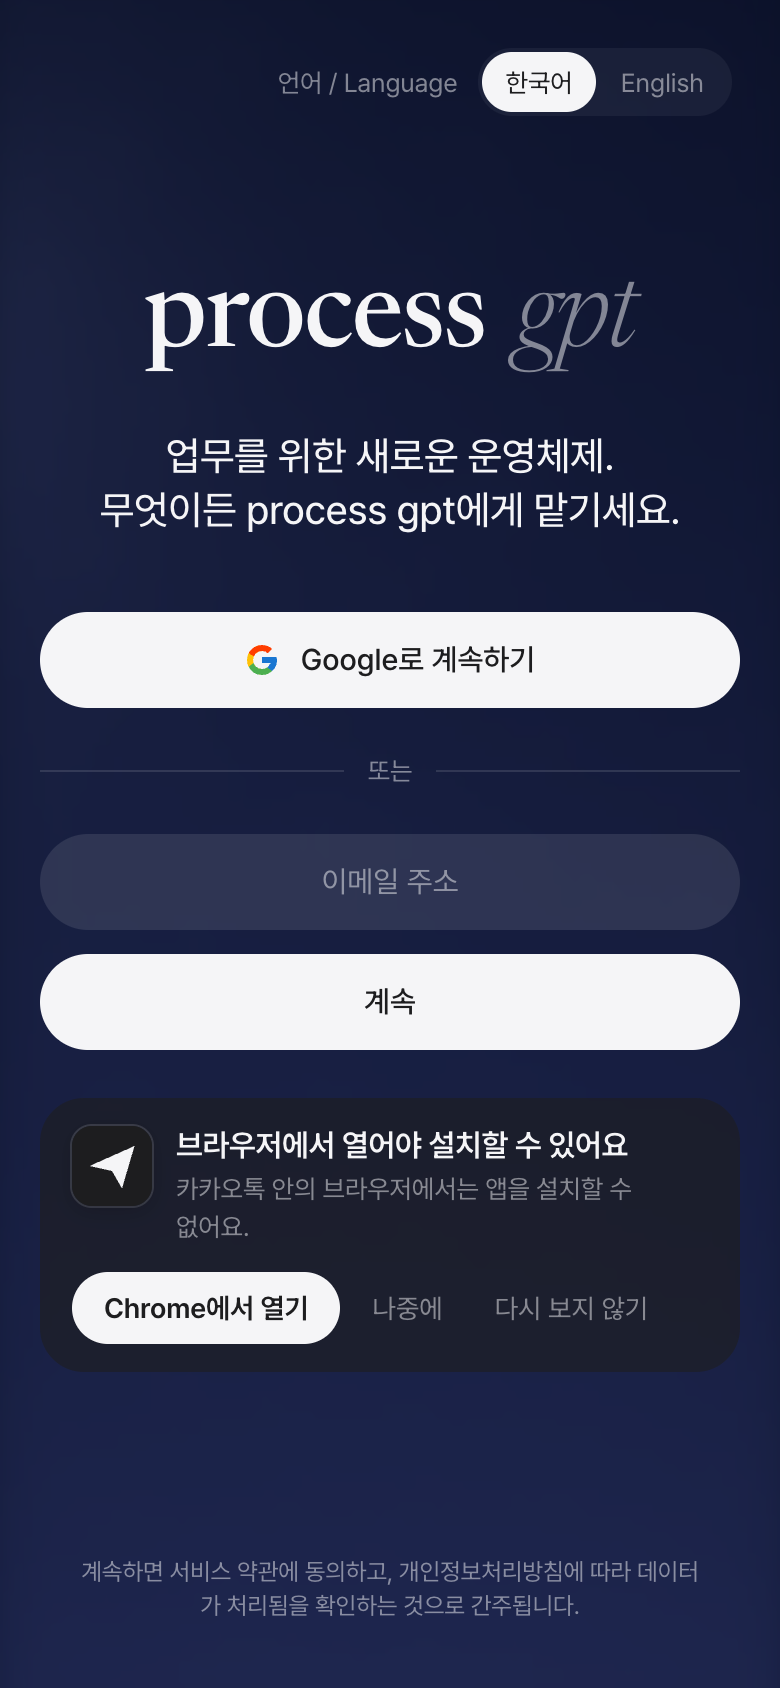 언어 / Language 한국어 English
process gpt
업무를 위한 새로운 운영체제.
무엇이든 process gpt에게 맡기세요.
Google로 계속하기
또는
이메일 주소
계속
브라우저에서 열어야 설치할 수 있어요
카카오톡 안의 브라우저에서는 앱을 설치할 수
없어요.
Chrome에서 열기 나중에 다시 보지 않기
계속하면 서비스 약관에 동의하고, 개인정보처리방침에 따라 데이터
가 처리됨을 확인하는 것으로 간주됩니다.